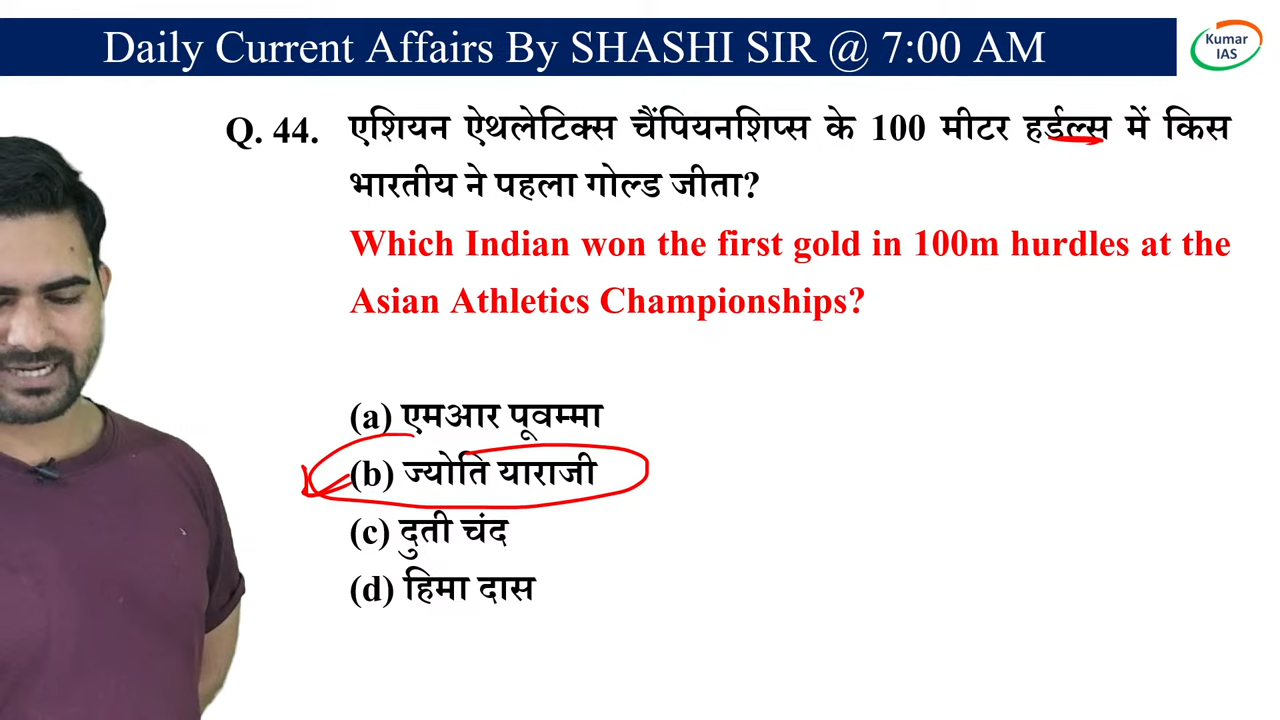 Daily Current Affairs By SHASHI SIR @ 7:00 AM
Kumar
IAS
Q. 44. एशियन ऐथलेटिक्स चैंपियनशिप्स के 100 मीटर हर्डल्स में किस
भारतीय ने पहला गोल्ड जीता?
Which Indian won the first gold in 100m hurdles at the
Asian Athletics Championships?
(a) एमआर पूवम्मा
(b) ज्योति याराजी
(c) दुती चंद
(d) हिमा दास